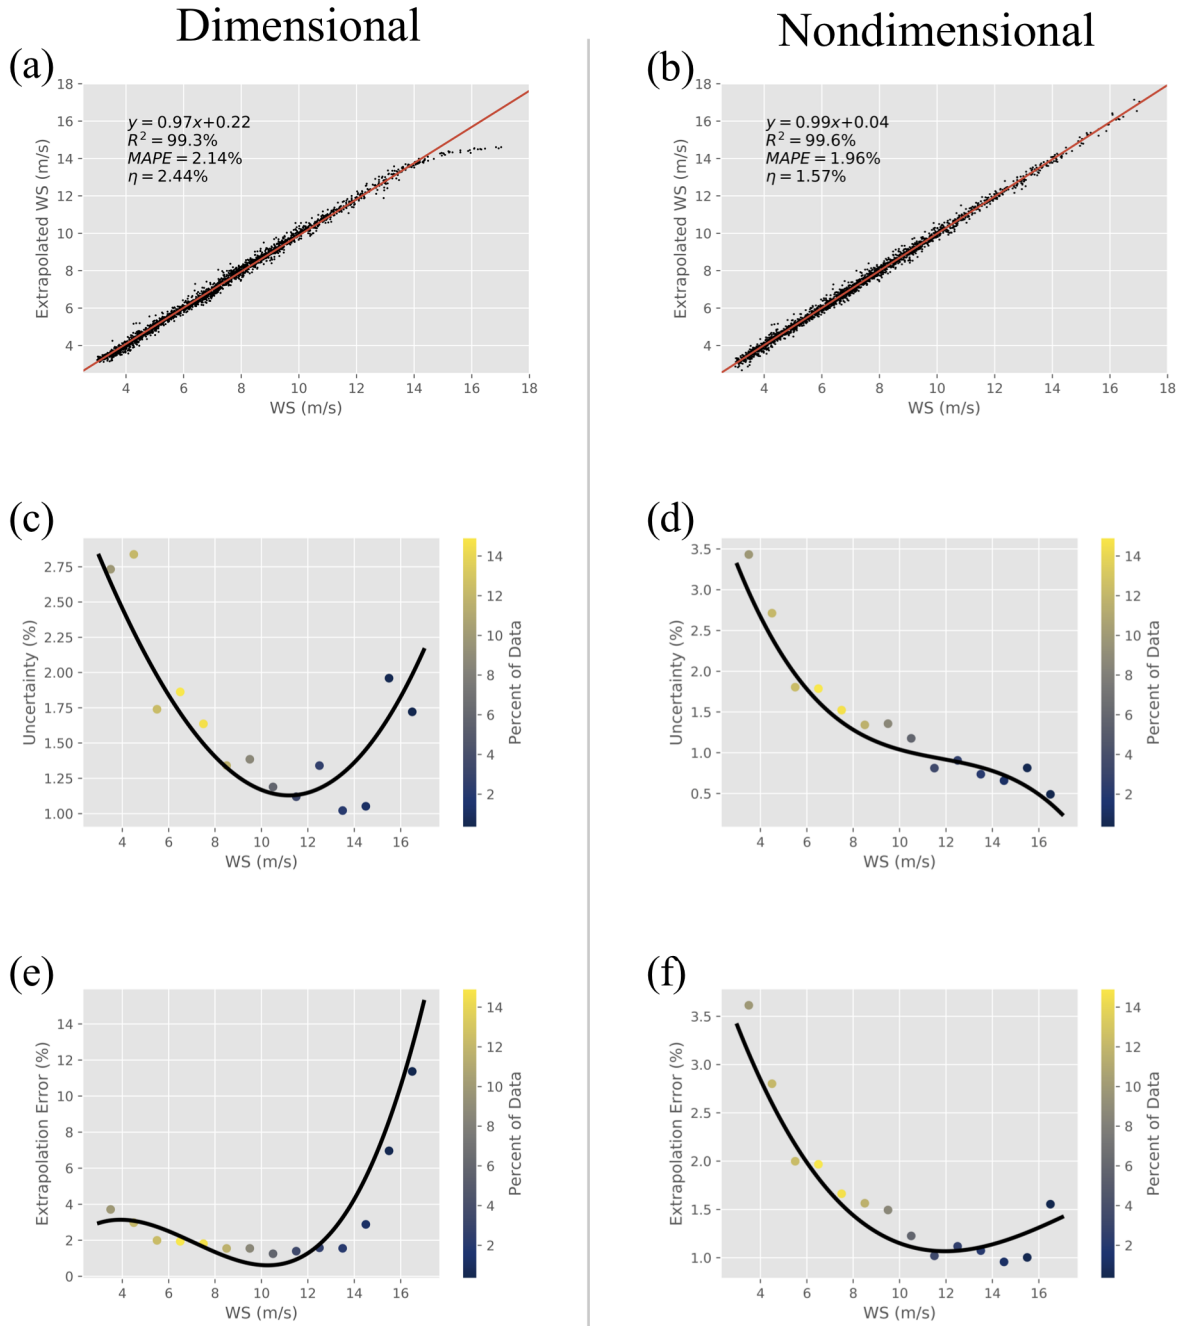 Dimensional
Nondimensional
(a)
18
16
14
12
10
8
6
4
Extrapolated WS (m/s)
y = 0.97x+0.22
R² = 99.3%
MAPE = 2.14%
η = 2.44%
4 6 8 10 12 14 16 18
WS (m/s)
(b)
18
16
14
12
10
8
6
4
Extrapolated WS (m/s)
y = 0.99x+0.04
R² = 99.6%
MAPE = 1.96%
η = 1.57%
4 6 8 10 12 14 16 18
WS (m/s)
(c)
2.75
2.50
2.25
2.00
1.75
1.50
1.25
1.00
Uncertainty (%)
4 6 8 10 12 14 16
WS (m/s)
14
12
10
8
6
4
2
Percent of Data
(d)
3.5
3.0
2.5
2.0
1.5
1.0
0.5
Uncertainty (%)
4 6 8 10 12 14 16
WS (m/s)
14
12
10
8
6
4
2
Percent of Data
(e)
14
12
10
8
6
4
2
0
Extrapolation Error (%)
4 6 8 10 12 14 16
WS (m/s)
14
12
10
8
6
4
2
Percent of Data
(f)
3.5
3.0
2.5
2.0
1.5
1.0
Extrapolation Error (%)
4 6 8 10 12 14 16
WS (m/s)
14
12
10
8
6
4
2
Percent of Data